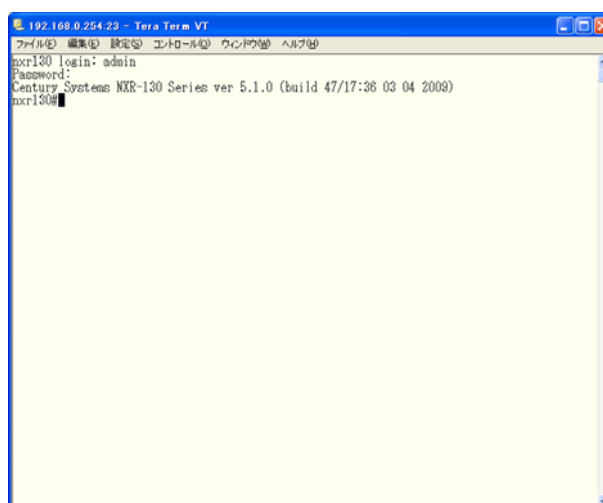 192.168.0.254:23 - Tera Term VT
ファイル(F) 編集(E) 設定(S) コントロール(O) ウィンドウ(W) ヘルプ(H)
nxr130 login: admin
Password:
Century Systems NXR-130 Series ver 5.1.0 (build 47/17:36 03 04 2009)
nxr130#